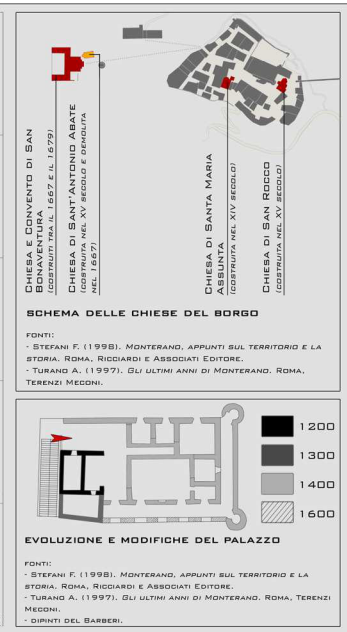 CHIESA E CONVENTO DI SAN
BONAVENTURA
(COSTRUITI TRA IL 1667 E IL 1679)
CHIESA DI SANT'ANTONIO ABATE
(COSTRUITA NEL XV SECOLO E DEMOLITA
NEL 1667)
CHIESA DI SANTA MARIA
ASSUNTA
(COSTRUITA NEL XIV SECOLO)
CHIESA DI SAN ROCCO
(COSTRUITA NEL XV SECOLO)
SCHEMA DELLE CHIESE DEL BORGO
FONTI:
- STEFANI F. (1998). MONTERANO, APPUNTI SUL TERRITORIO E LA
STORIA. ROMA, RICCIARDI E ASSOCIATI EDITORE.
- TURANO A. (1997). GLI ULTIMI ANNI DI MONTERANO. ROMA,
TERENZI MECONI.
1200
1300
1400
1600
EVOLUZIONE E MODIFICHE DEL PALAZZO
FONTI:
- STEFANI F. (1998). MONTERANO, APPUNTI SUL TERRITORIO E LA
STORIA. ROMA, RICCIARDI E ASSOCIATI EDITORE.
- TURANO A. (1997). GLI ULTIMI ANNI DI MONTERANO. ROMA, TERENZI
MECONI.
- DIPINTI DEL BARBERI.